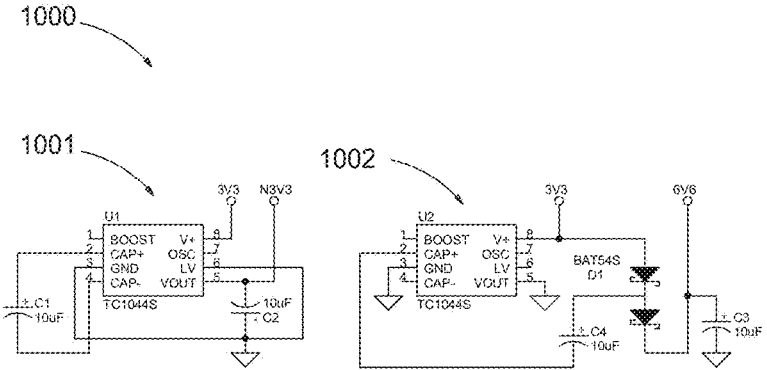 1000
1001
1002
3V3 N3V3
3V3 6V6
U1
1 BOOST V+ 8
2 CAP+ OSC 7
3 GND LV 6
4 CAP- VOUT 5
TC1044S
C1
10uF
10uF
C2
U2
1 BOOST V+ 8
2 CAP+ OSC 7
3 GND LV 6
4 CAP- VOUT 5
TC1044S
BAT54S
D1
C4
10uF
C3
10uF